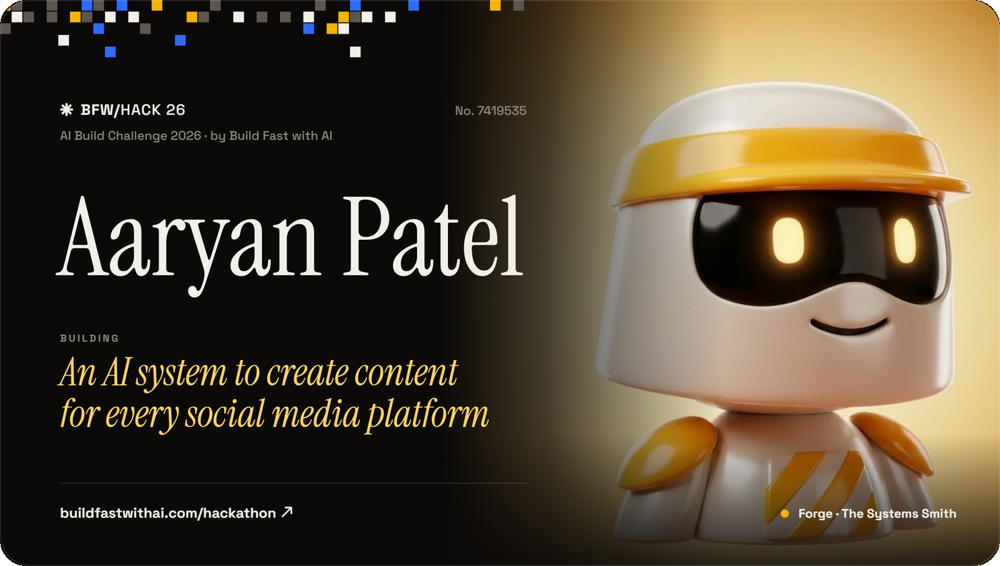 BFW/HACK 26
No. 7419535
AI Build Challenge 2026 · by Build Fast with AI
Aaryan Patel
BUILDING
An AI system to create content
for every social media platform
buildfastwithai.com/hackathon ↗
Forge · The Systems Smith